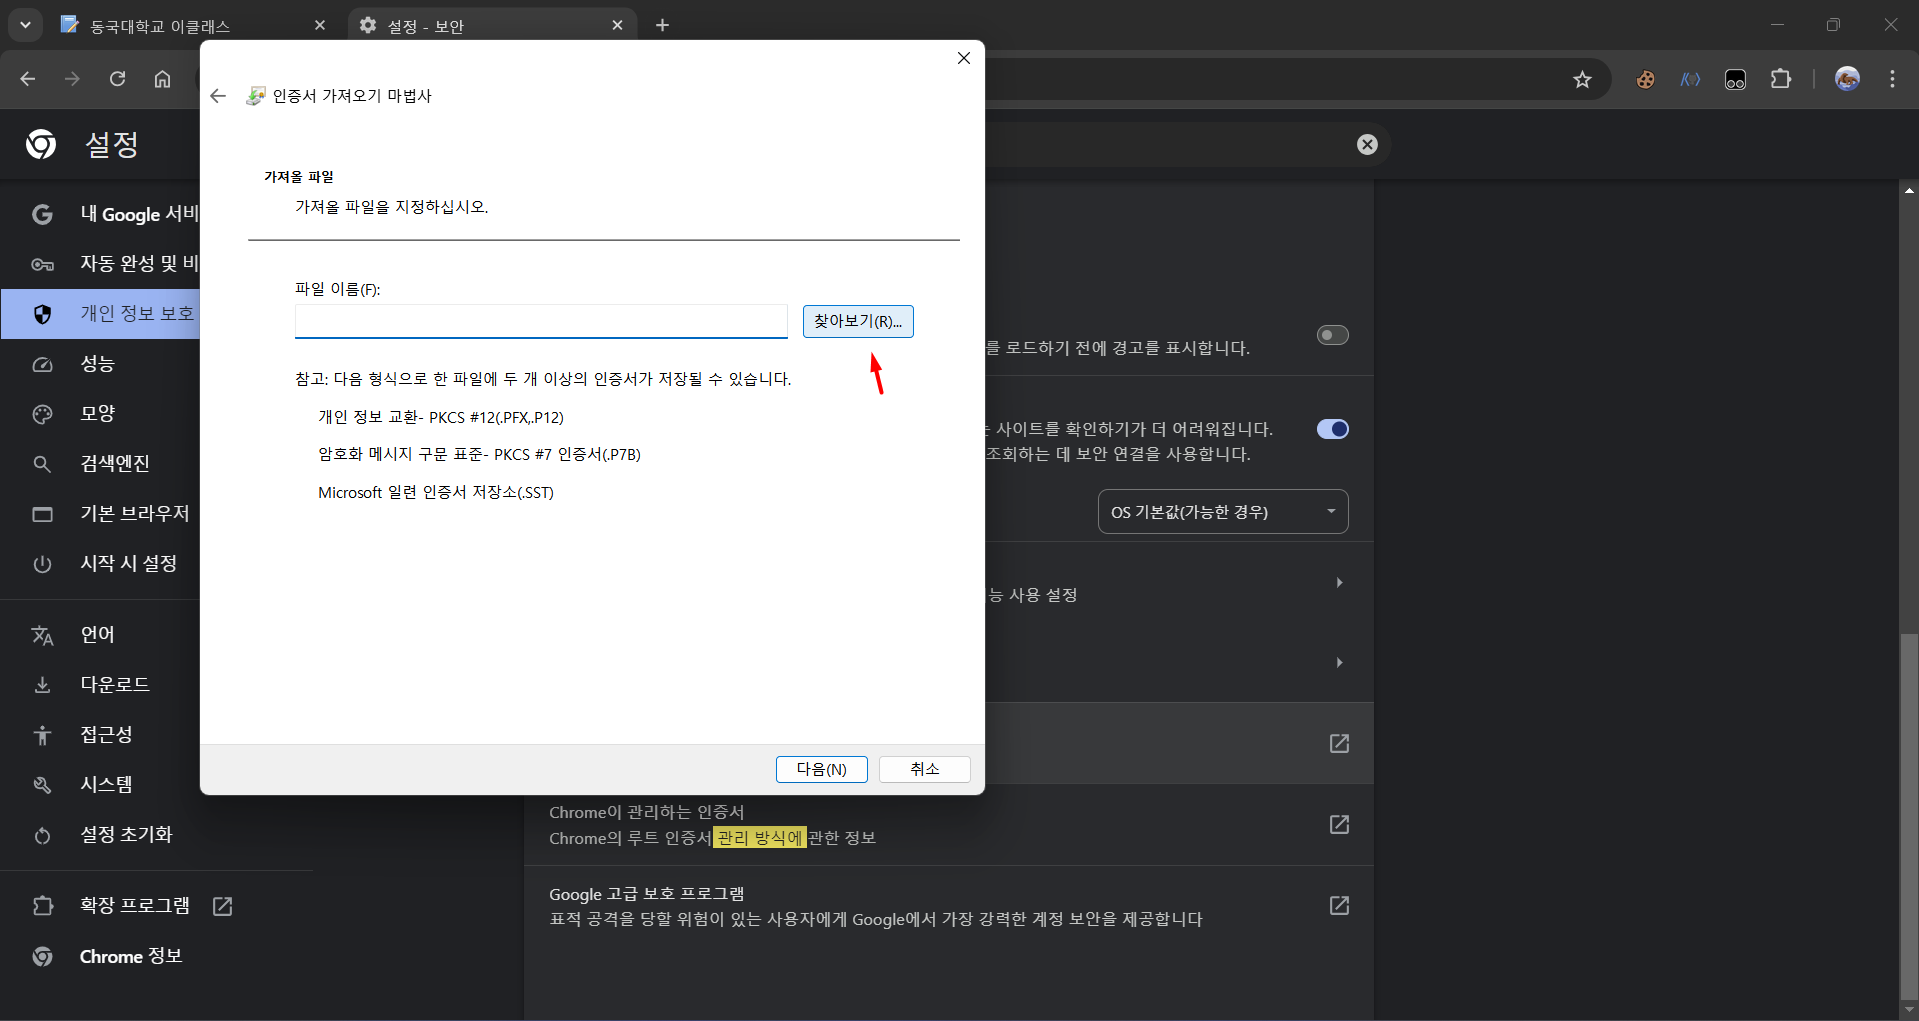 동국대학교 이클래스
설정 - 보안
설정
내 Google 서비
자동 완성 및 비
개인 정보 보호
성능
모양
검색엔진
기본 브라우저
시작 시 설정
언어
다운로드
접근성
시스템
설정 초기화
확장 프로그램
Chrome 정보
인증서 가져오기 마법사
가져올 파일
가져올 파일을 지정하십시오.
파일 이름(F):
찾아보기(R)...
참고: 다음 형식으로 한 파일에 두 개 이상의 인증서가 저장될 수 있습니다.
개인 정보 교환- PKCS #12(.PFX,.P12)
암호화 메시지 구문 표준- PKCS #7 인증서(.P7B)
Microsoft 일련 인증서 저장소(.SST)
다음(N)
취소
를 로드하기 전에 경고를 표시합니다.
사이트를 확인하기가 더 어려워집니다.
조회하는 데 보안 연결을 사용합니다.
OS 기본값(가능한 경우)
능 사용 설정
Chrome이 관리하는 인증서
Chrome의 루트 인증서 관리 방식에 관한 정보
Google 고급 보호 프로그램
표적 공격을 당할 위험이 있는 사용자에게 Google에서 가장 강력한 계정 보안을 제공합니다